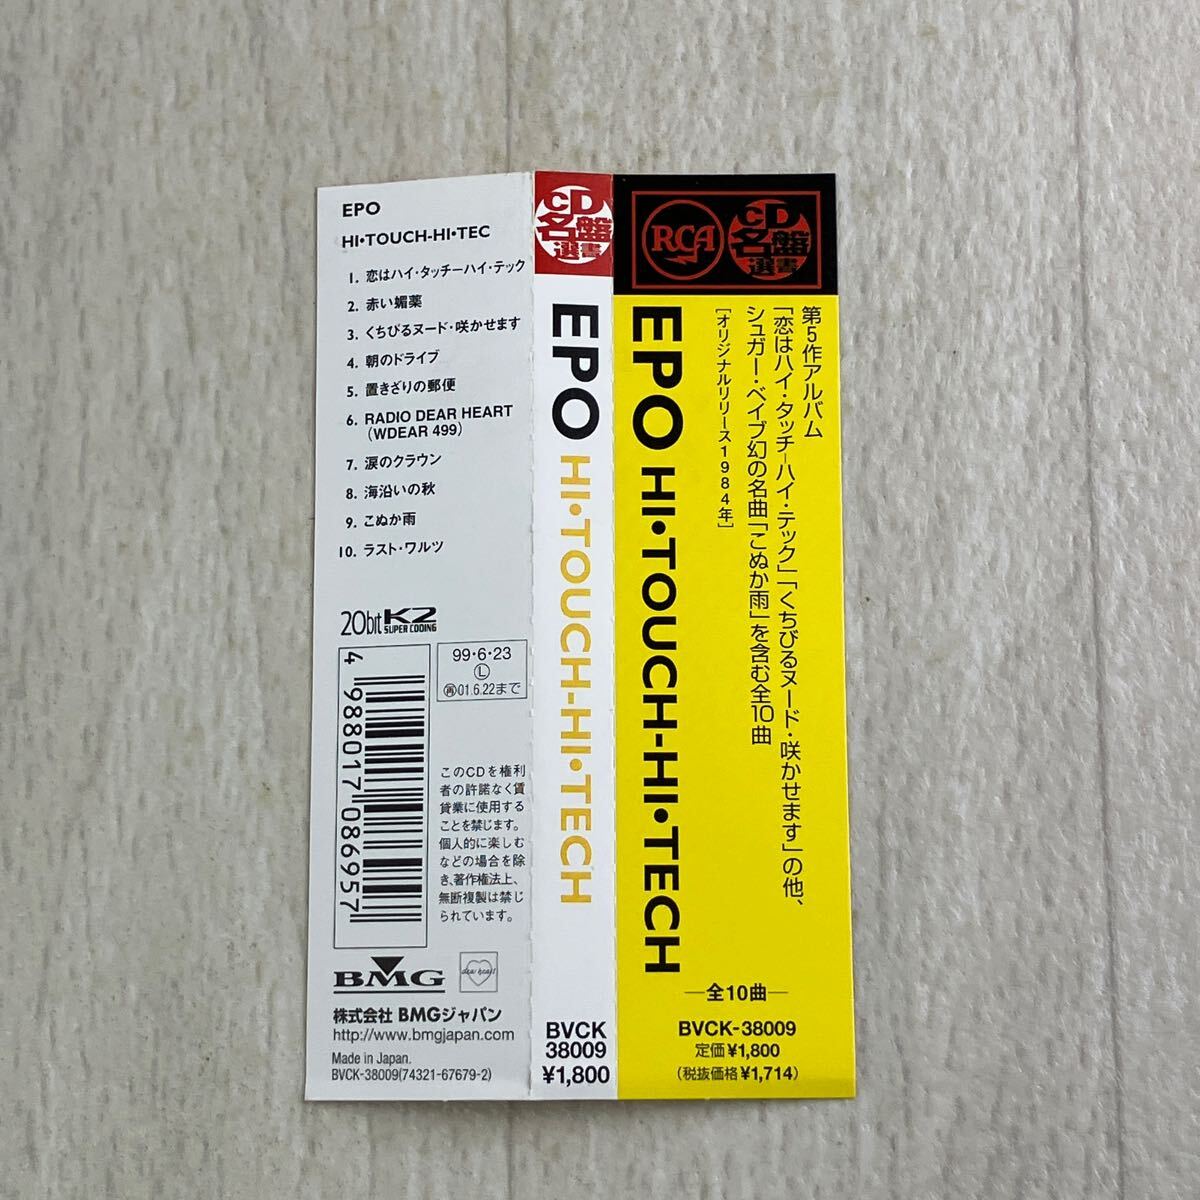 EPO
HI•TOUCH-HI•TEC
1. 恋はハイ・タッチーハイ・テック
2. 赤い媚薬
3. くちびるヌード・咲かせます
4. 朝のドライブ
5. 置きざりの郵便
6. RADIO DEAR HEART
(WDEAR 499)
7. 涙のクラウン
8. 海沿いの秋
9. こぬか雨
10. ラスト・ワルツ
20bit K2
SUPER CODING
99・6・23
Ⓛ
㊢01.6.22まで
4 988017 086957
このCDを権利
者の許諾なく賃
貸業に使用する
ことを禁じます。
個人的に楽しむ
などの場合を除
き、著作権法上、
無断複製は禁じ
られています。
BMG
dear heart
株式会社 BMGジャパン
http://www.bmgjapan.com
Made in Japan.
BVCK-38009(74321-67679-2)
CD
名盤
選書
EPO HI•TOUCH-HI•TECH
BVCK
38009
¥1,800
RCA
CD
名盤
選書
第5作アルバム
「恋はハイ・タッチ−ハイ・テック」「くちびるヌード・咲かせます」の他、
シュガー・ベイブ幻の名曲「こぬか雨」を含む全10曲
[オリジナルリリース1984年]
EPO HI•TOUCH-HI•TECH
—全10曲—
BVCK-38009
定価¥1,800
(税抜価格¥1,714)